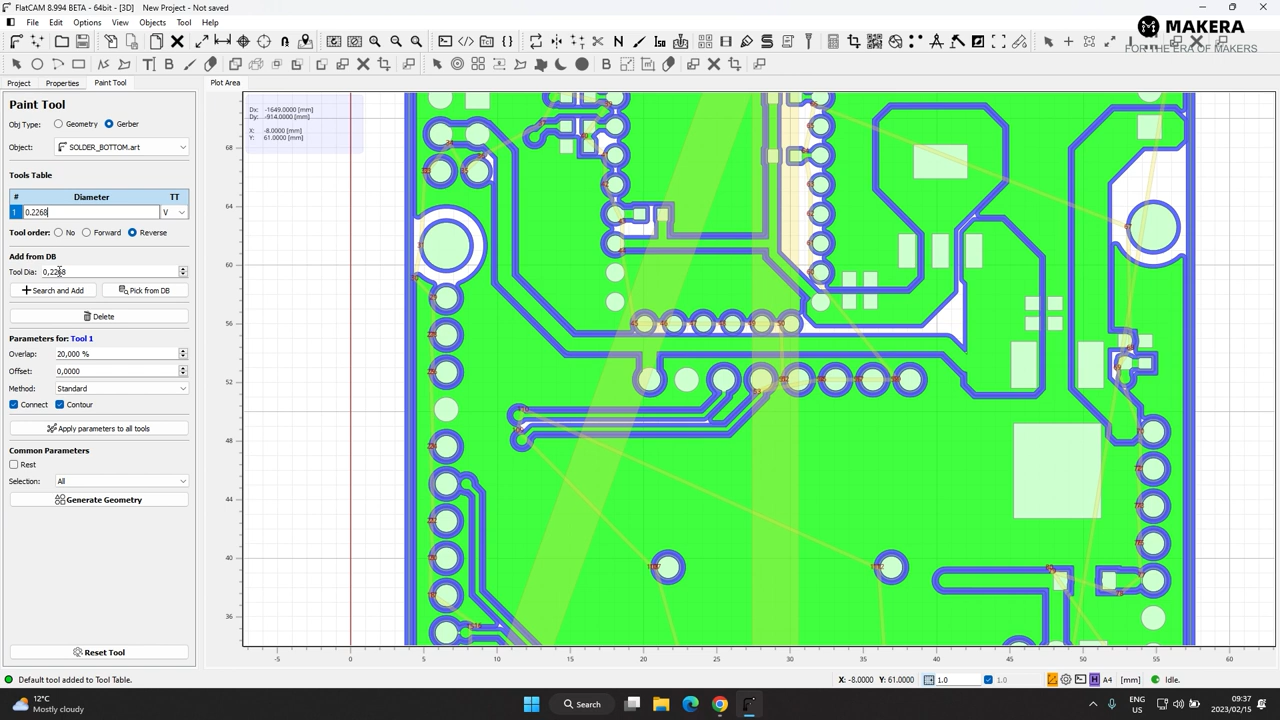 FlatCAM 8.994 BETA - 64bit - [3D] New Project - Not saved
File Edit Options View Objects Tool Help
MAKERA
FOR THE ERA OF MAKERS
Project Properties Paint Tool Plot Area
Paint Tool
Obj Type: Geometry Gerber
Object: SOLDER_BOTTOM.art
Tools Table
# Diameter TT
1 0.2268 V
Tool order: No Forward Reverse
Add from DB
Tool Dia: 0,2268
Search and Add Pick from DB
Delete
Parameters for: Tool 1
Overlap: 20,000 %
Offset: 0,0000
Method: Standard
Connect Contour
Apply parameters to all tools
Common Parameters
Rest
Selection: All
Generate Geometry
Reset Tool
Dx: -1649.0000 [mm]
Dy: -914.0000 [mm]
X: -8.0000 [mm]
Y: 61.0000 [mm]
68
64
60
56
52
48
44
40
36
-5 0 5 10 15 20 25 30 35 40 45 50 55 60
Default tool added to Tool Table. X: -8.0000 Y: 61.0000 1.0 1.0 H A4 [mm] Idle.
12°C
Mostly cloudy
Search
ENG
US
09:37
2023/02/15